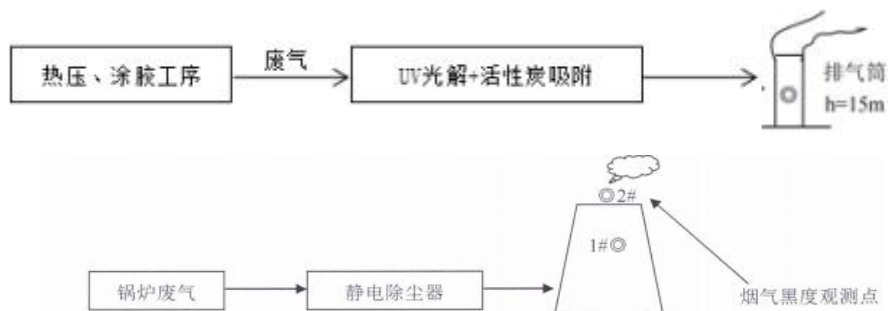 热压、涂胶工序
废气
UV光解+活性炭吸附
排气筒
h=15m
◎2#
1#◎
锅炉废气
静电除尘器
烟气黑度观测点